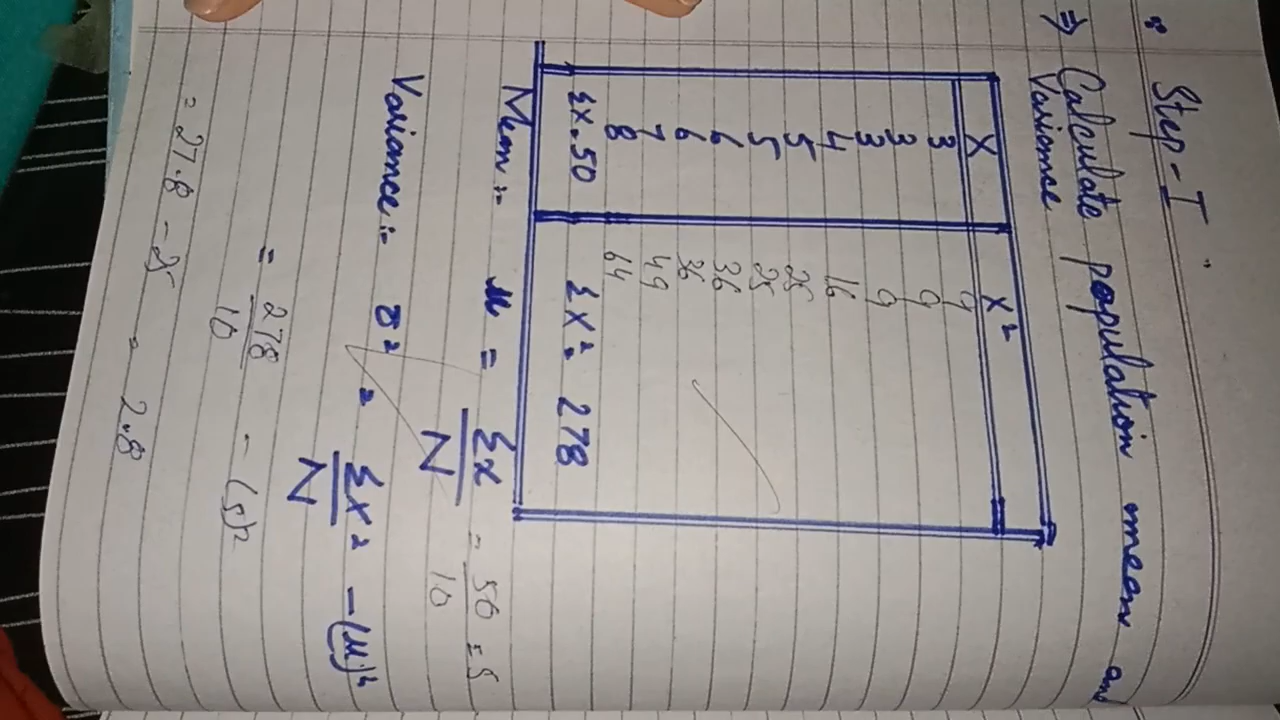 : Step-I "
⇒ Calculate population mean and
Variance
X X²
3 9
3 9
3 9
4 16
5 25
5 25
6 36
6 36
7 49
8 64
ΣX = 50 ΣX² = 278
Mean :- μ = Σx/N = 50/10 = 5
Variance :- σ² = Σx²/N - (μ)²
= 278/10 - (5)²
= 27.8 - 25 = 2.8